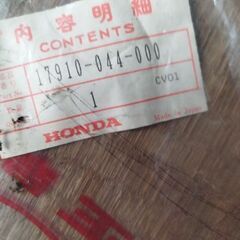 内容明細
CONTENTS
17910-044-000
1
CV01
HONDA
Made in Japan